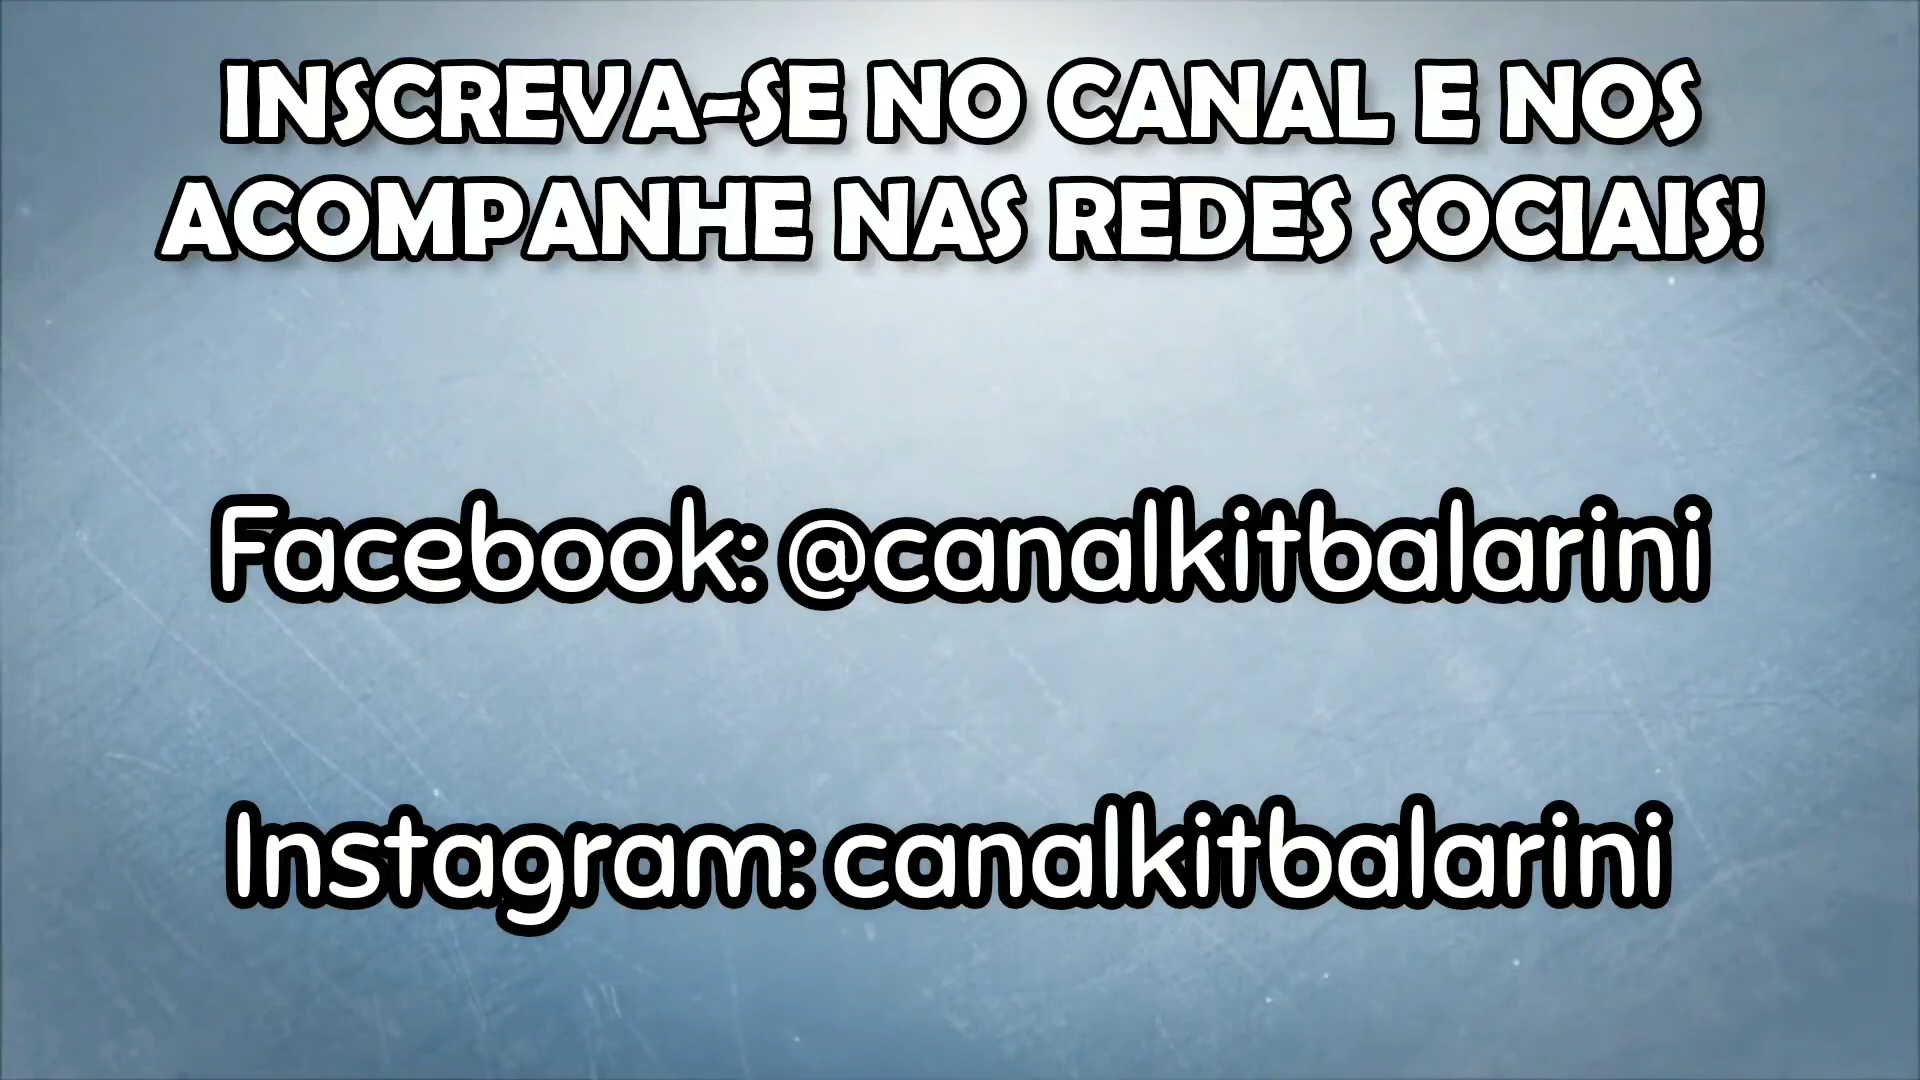 INSCREVA-SE NO CANAL E NOS
ACOMPANHE NAS REDES SOCIAIS!
Facebook: @canalkitbalarini
Instagram: canalkitbalarini